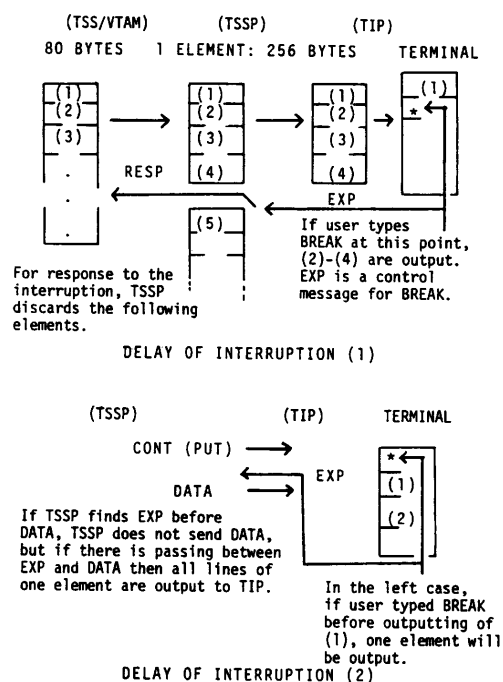 (TSS/VTAM) (TSSP) (TIP)
80 BYTES 1 ELEMENT: 256 BYTES TERMINAL
(1) (1) (1) (1)
(2) (2) (2) *
(3) (3) (3)
. RESP (4) (4)
. EXP
. (5)
If user types
BREAK at this point,
(2)-(4) are output.
EXP is a control
message for BREAK.
For response to the
interruption, TSSP
discards the following
elements.
DELAY OF INTERRUPTION (1)
(TSSP) (TIP) TERMINAL
CONT (PUT) *
EXP (1)
DATA
(2)
If TSSP finds EXP before
DATA, TSSP does not send DATA,
but if there is passing between
EXP and DATA then all lines of
one element are output to TIP.
In the left case,
if user typed BREAK
before outputting of
(1), one element will
be output.
DELAY OF INTERRUPTION (2)